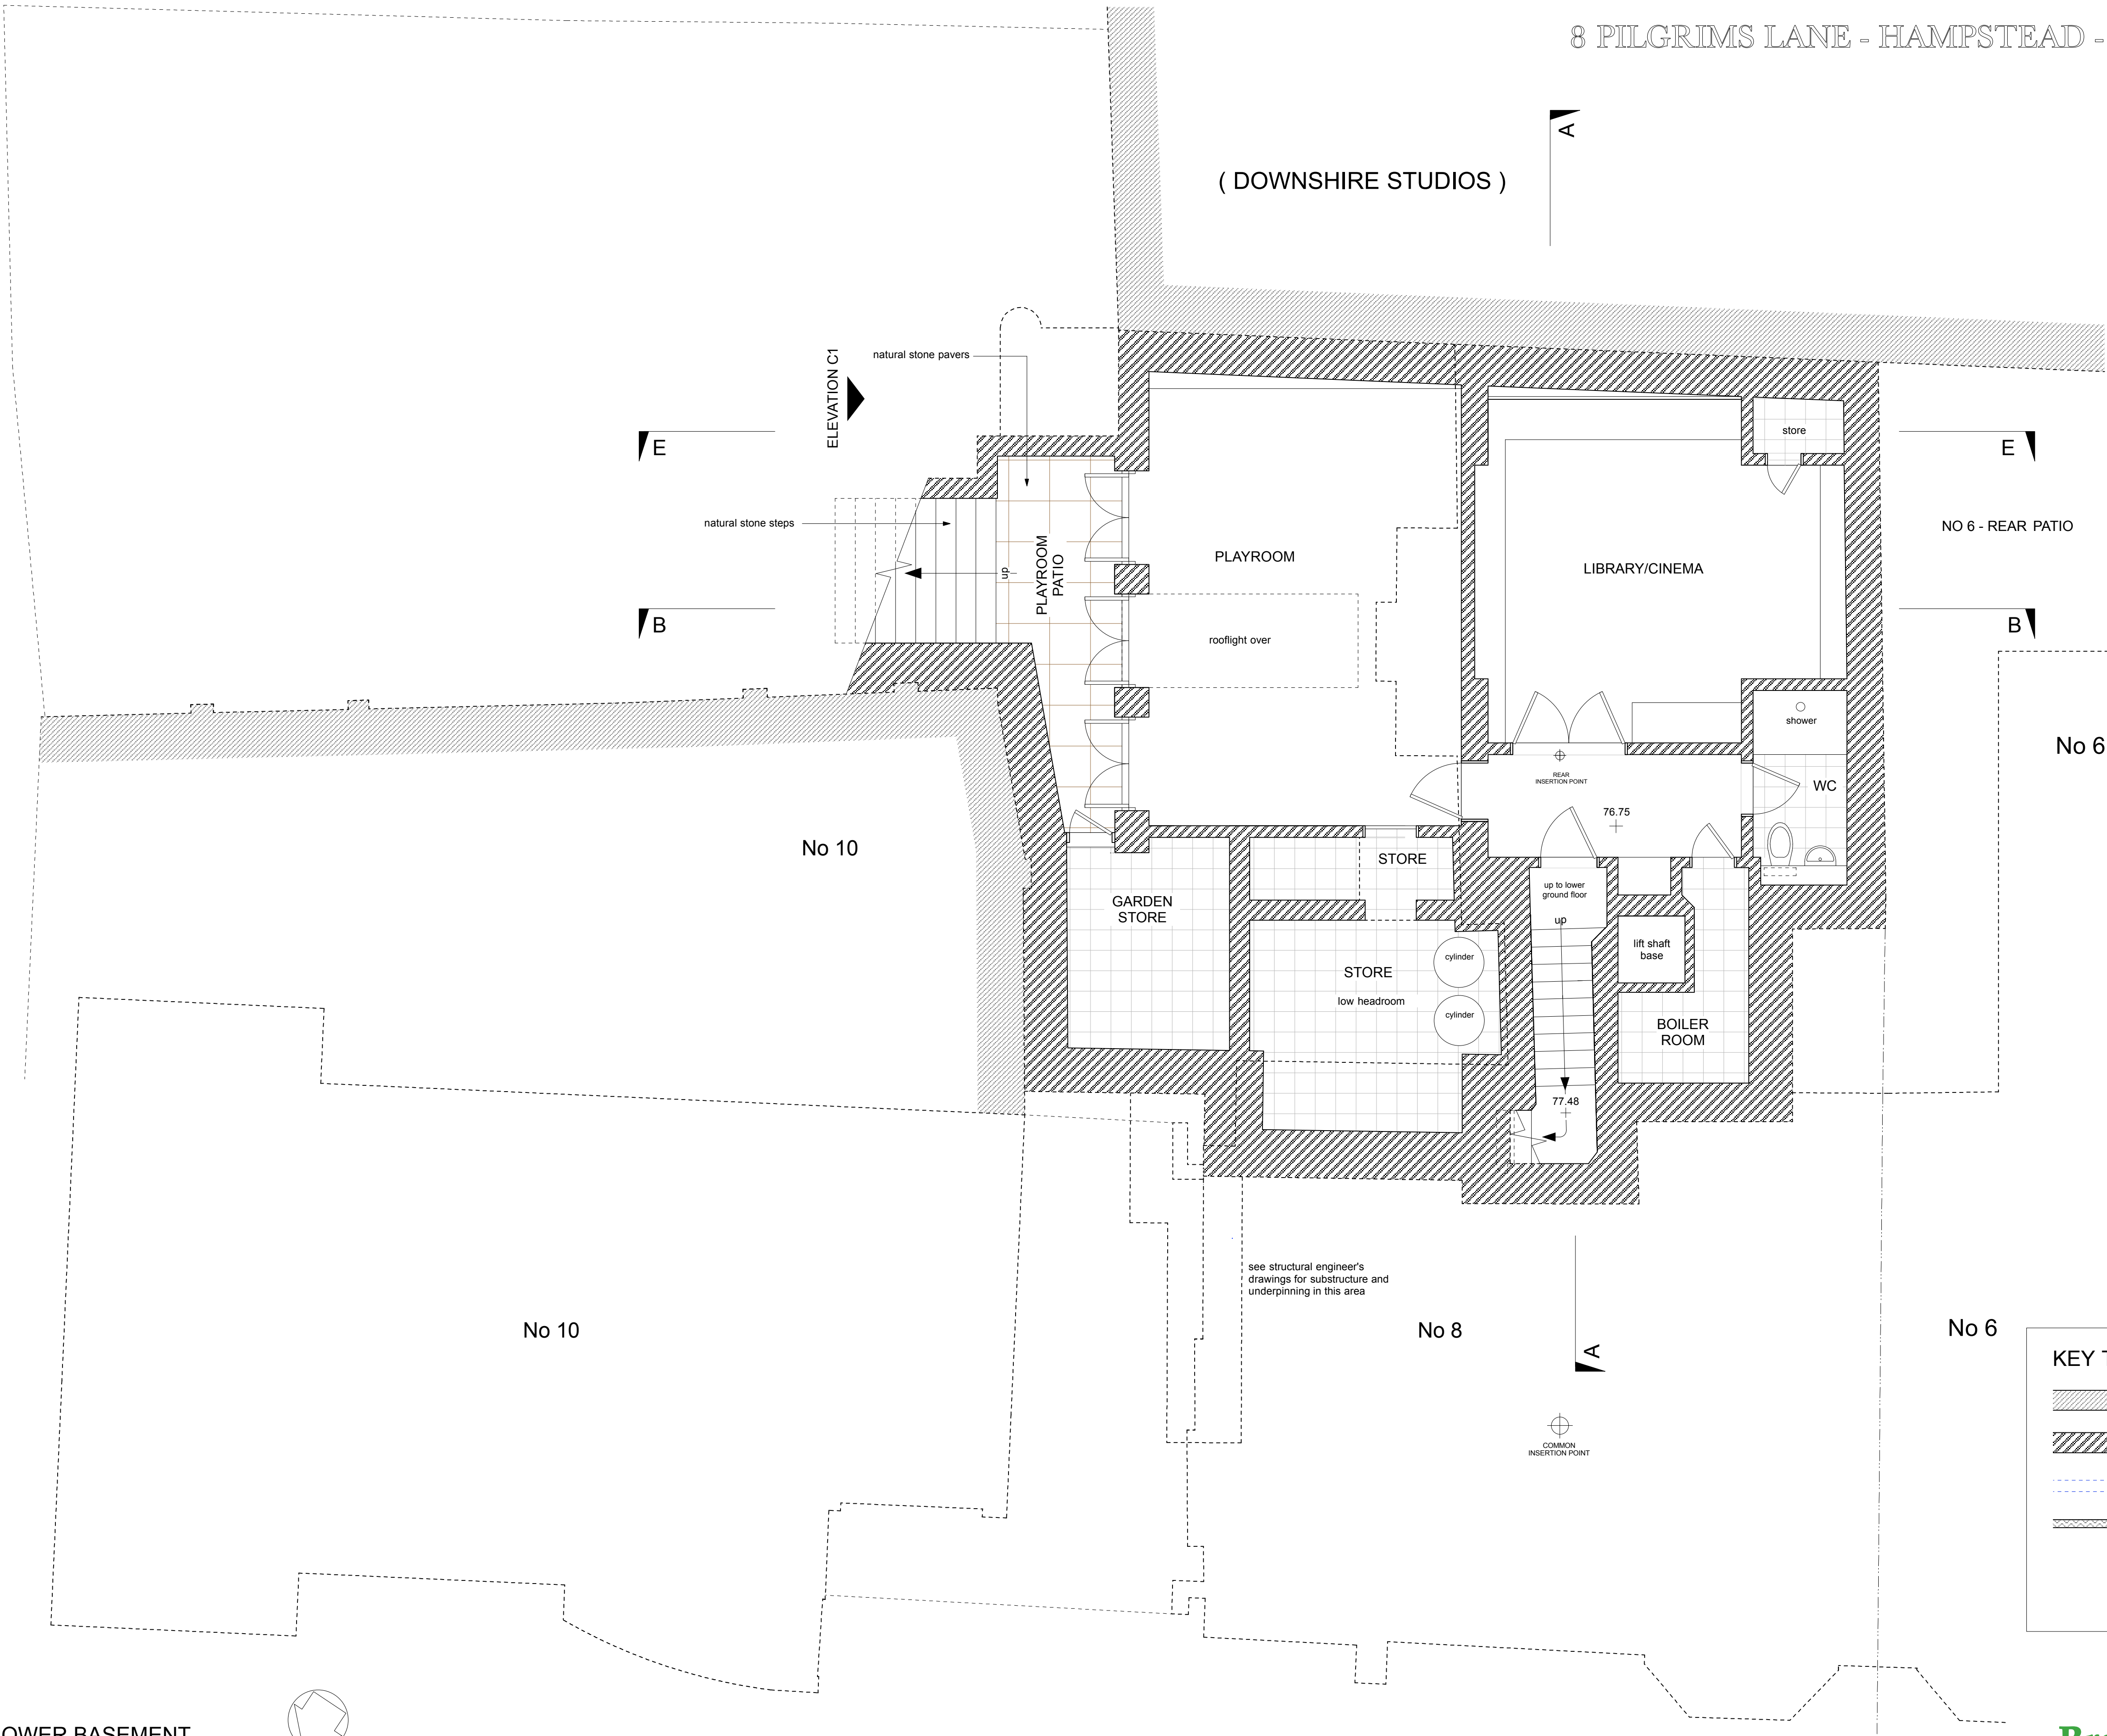 8 PILGRIMS LANE - HAMPSTEAD -
A
( DOWNSHIRE STUDIOS )
ELEVATION C1
natural stone pavers
E
E
store
natural stone steps
NO 6 - REAR PATIO
PLAYROOM
PATIO
up
PLAYROOM
LIBRARY/CINEMA
B
B
rooflight over
shower
No 6
REAR
INSERTION POINT
WC
76.75
No 10
STORE
up to lower
ground floor
GARDEN
STORE
up
lift shaft
base
cylinder
STORE
low headroom
cylinder
BOILER
ROOM
77.48
see structural engineer's
drawings for substructure and
underpinning in this area
No 10
No 8
No 6
A
KEY T
COMMON
INSERTION POINT
OWER BASEMENT